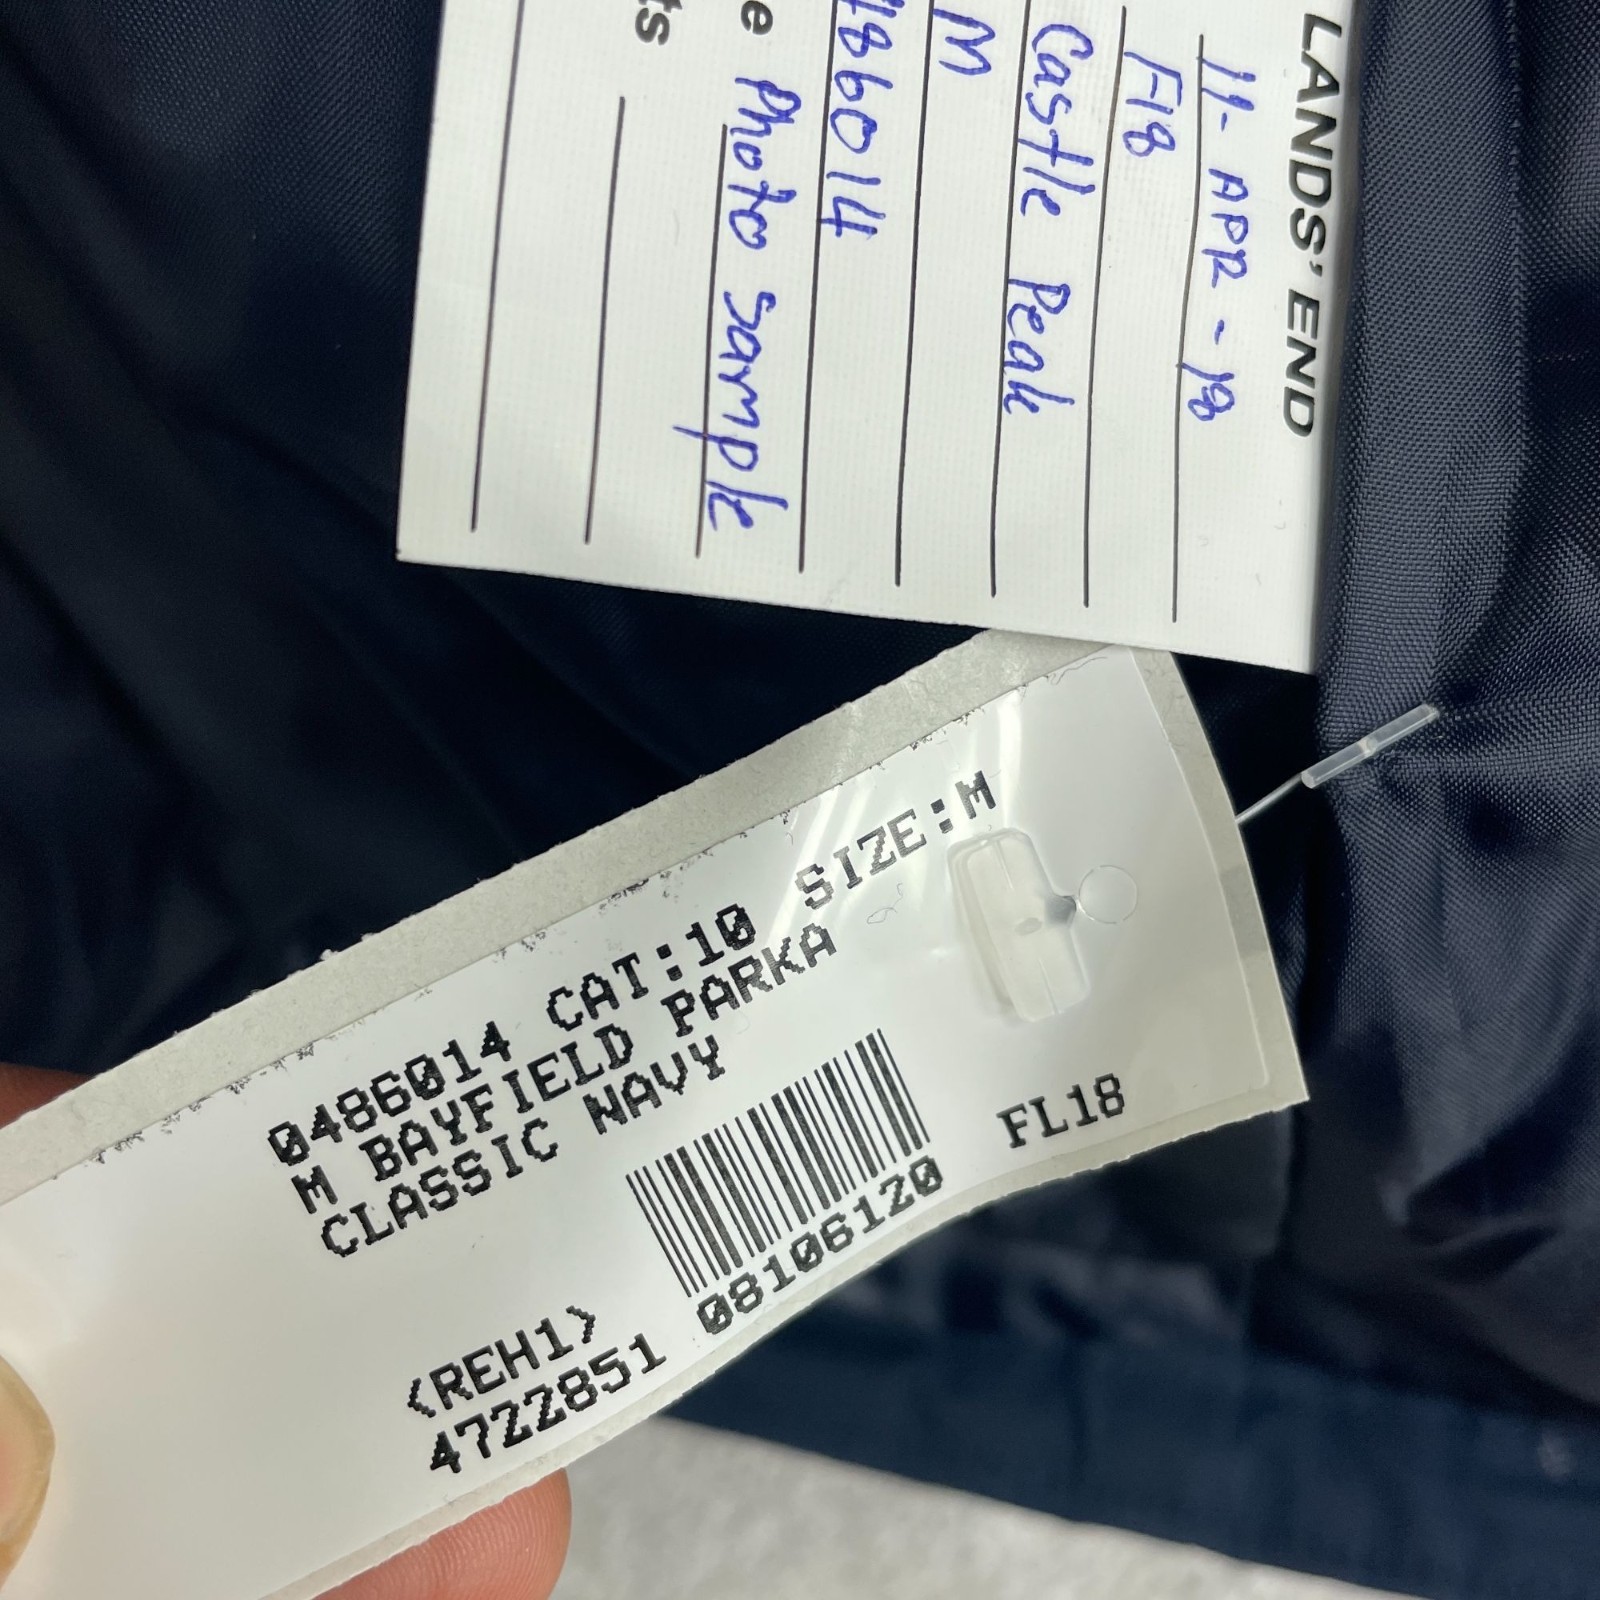 LANDS' END
11-APR-18
F18
Castle Peak
M
486014
e Photo sample
ts
0486014 CAT:10 SIZE:M
M BAYFIELD PARKA
CLASSIC NAVY
08106120
FL18
<REH1>
4722851